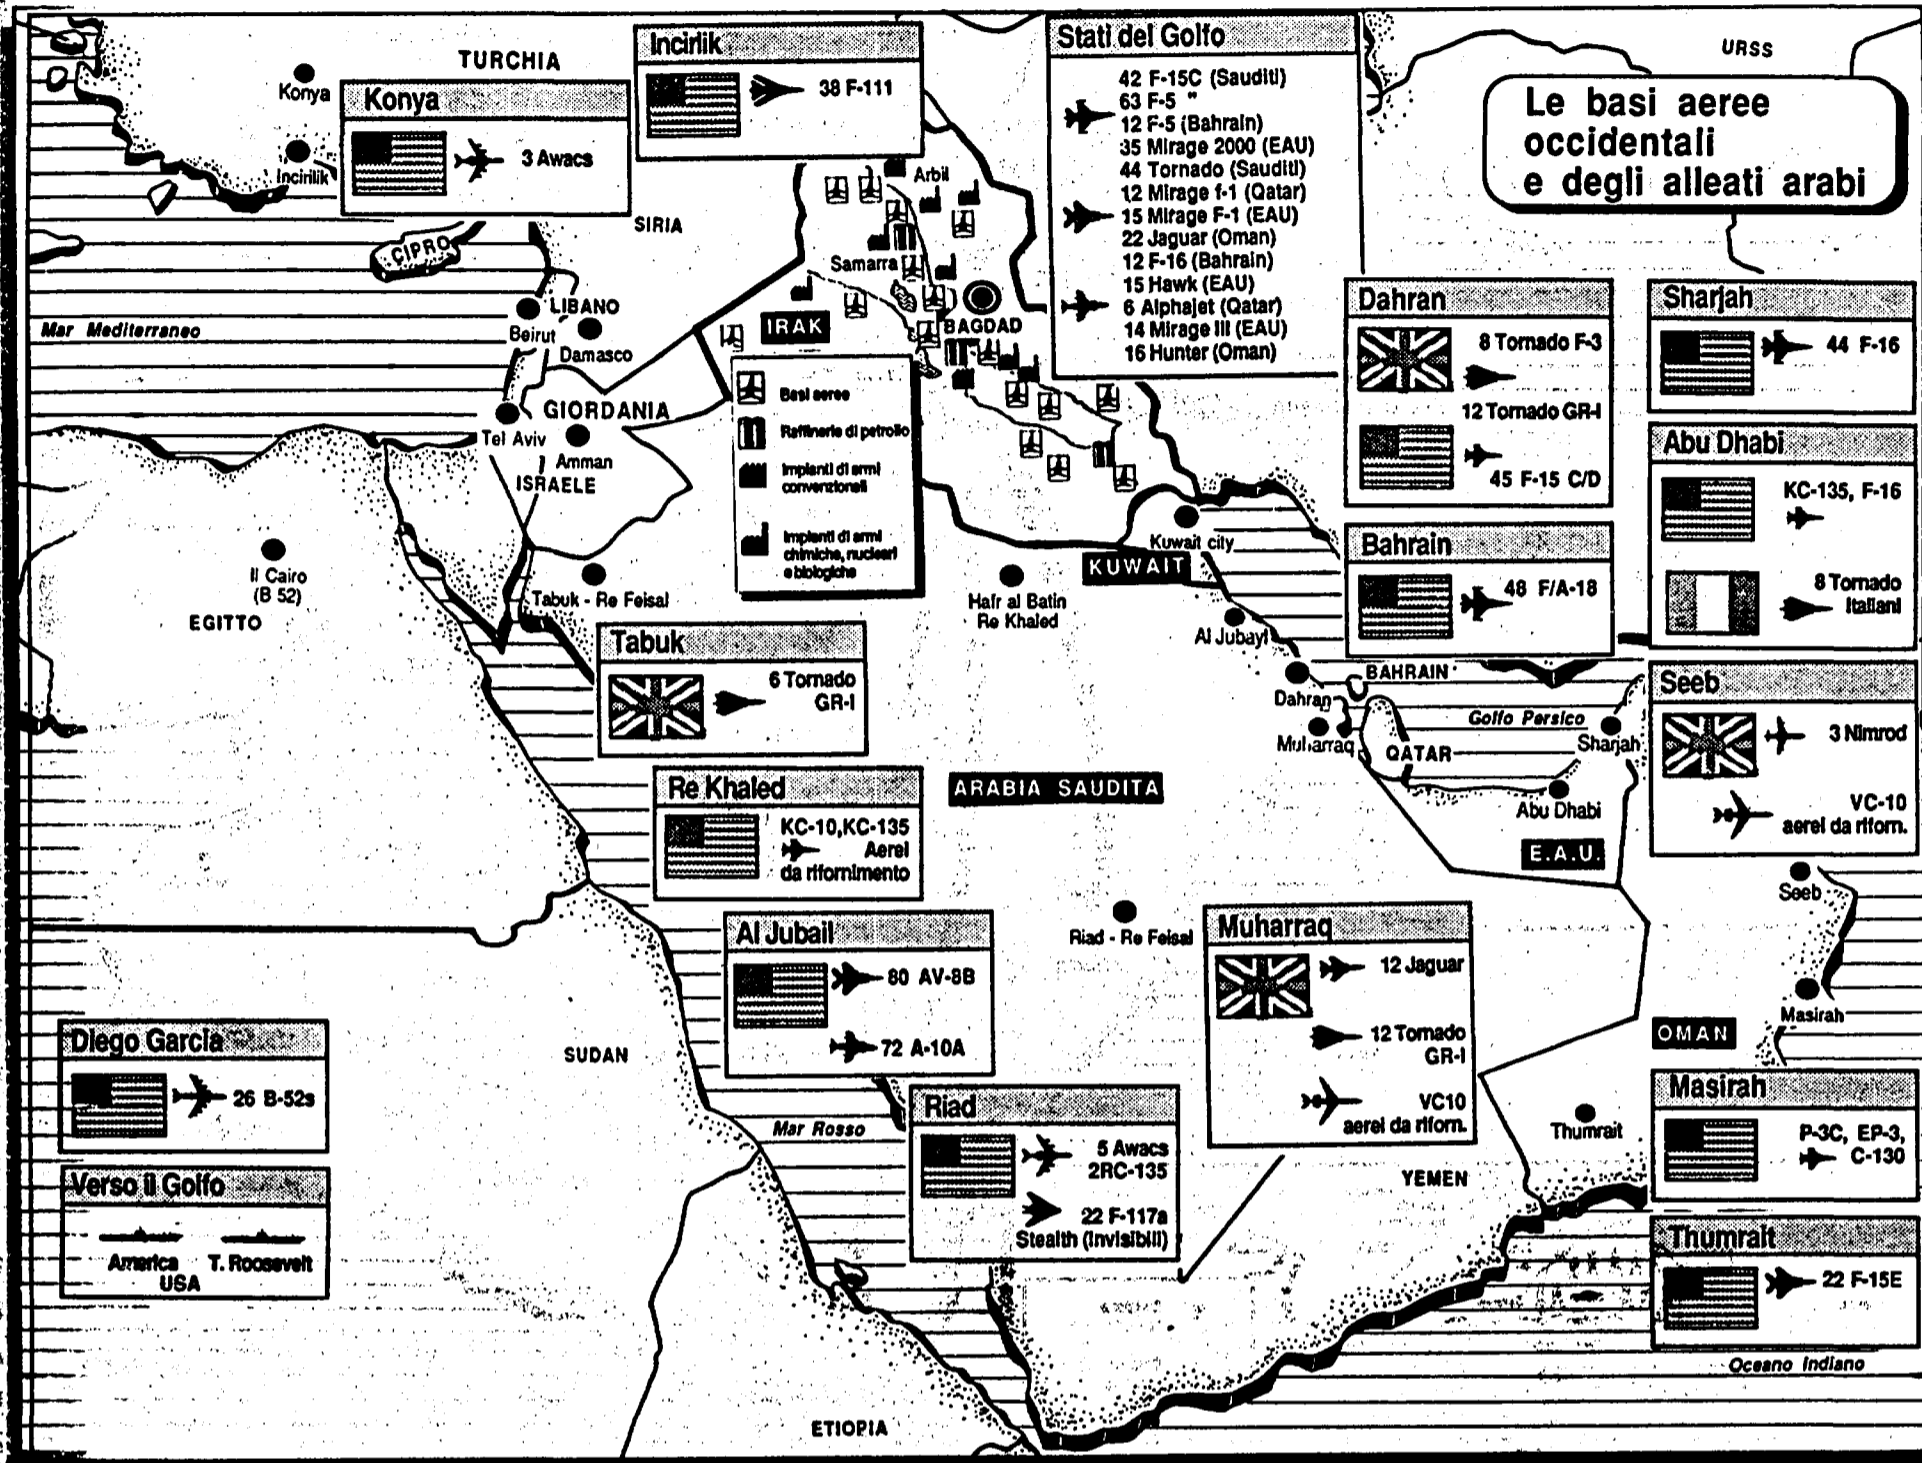 Le basi aeree
occidentali
e degli alleati arabi
URSS
TURCHIA
Konya
Incirilik
Konya
3 Awacs
Incirlik
38 F-111
Stati del Golfo
42 F-15C (Sauditi)
63 F-5 "
12 F-5 (Bahrain)
35 Mirage 2000 (EAU)
44 Tornado (Sauditi)
12 Mirage f-1 (Qatar)
15 Mirage F-1 (EAU)
22 Jaguar (Oman)
12 F-16 (Bahrain)
15 Hawk (EAU)
6 Alphajet (Qatar)
14 Mirage III (EAU)
16 Hunter (Oman)
SIRIA
CIPRO
Arbil
Samarra
IRAK
BAGDAD
Mar Mediterraneo
LIBANO
Beirut
Damasco
GIORDANIA
Tel Aviv
Amman
ISRAELE
Basi aeree
Raffinerie di petrolio
Impianti di armi
convenzionali
Impianti di armi
chimiche, nucleari
e biologiche
Dahran
8 Tornado F-3
12 Tornado GR-I
45 F-15 C/D
Sharjah
44 F-16
Abu Dhabi
KC-135, F-16
8 Tornado
Italiani
Bahrain
48 F/A-18
Il Cairo
(B 52)
EGITTO
Tabuk - Re Feisal
Hafr al Batin
Re Khaled
Kuwait city
KUWAIT
Al Jubayl
Dahran
Muharraq
BAHRAIN
Golfo Persico
QATAR
Sharjah
Abu Dhabi
E.A.U.
Tabuk
6 Tornado
GR-I
Seeb
3 Nimrod
VC-10
aerei da riforn.
Re Khaled
KC-10,KC-135
Aerei
da rifornimento
ARABIA SAUDITA
Seeb
Al Jubail
80 AV-8B
72 A-10A
Riad - Re Feisal
Muharraq
12 Jaguar
12 Tornado
GR-I
VC10
aerei da riforn.
Masirah
OMAN
Diego Garcia
26 B-52s
SUDAN
Mar Rosso
Riad
5 Awacs
2RC-135
22 F-117a
Stealth (invisibili)
Thumrait
YEMEN
Masirah
P-3C, EP-3,
C-130
Verso il Golfo
America
T. Roosevelt
USA
Thumrait
22 F-15E
Oceano Indiano
ETIOPIA